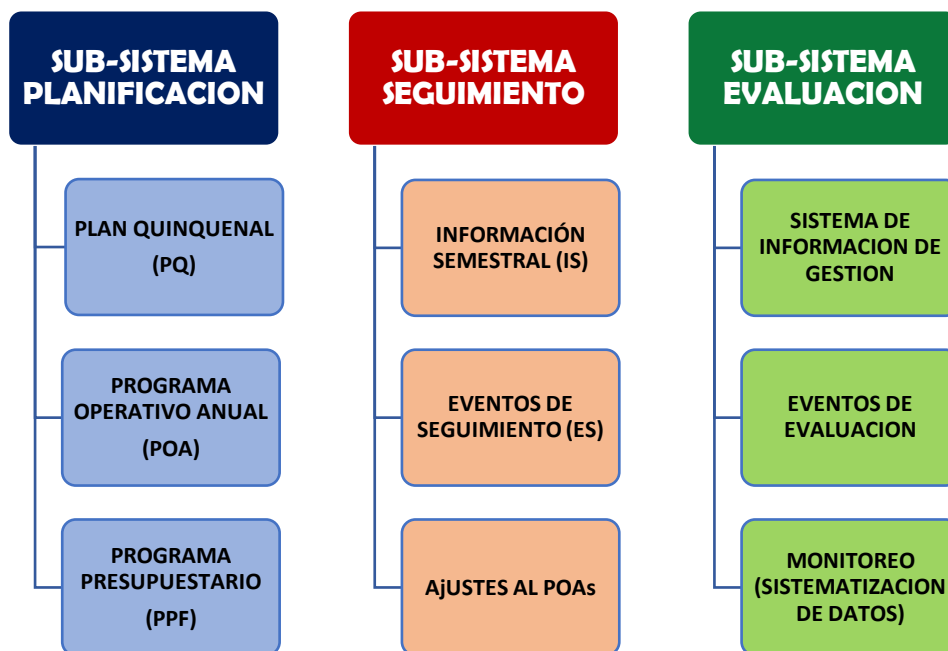 SUB-SISTEMA
PLANIFICACION
PLAN QUINQUENAL
(PQ)
PROGRAMA
OPERATIVO ANUAL
(POA)
PROGRAMA
PRESUPUESTARIO
(PPF)
SUB-SISTEMA
SEGUIMIENTO
INFORMACIÓN
SEMESTRAL (IS)
EVENTOS DE
SEGUIMIENTO (ES)
AjUSTES AL POAs
SUB-SISTEMA
EVALUACION
SISTEMA DE
INFORMACION DE
GESTION
EVENTOS DE
EVALUACION
MONITOREO
(SISTEMATIZACION
DE DATOS)